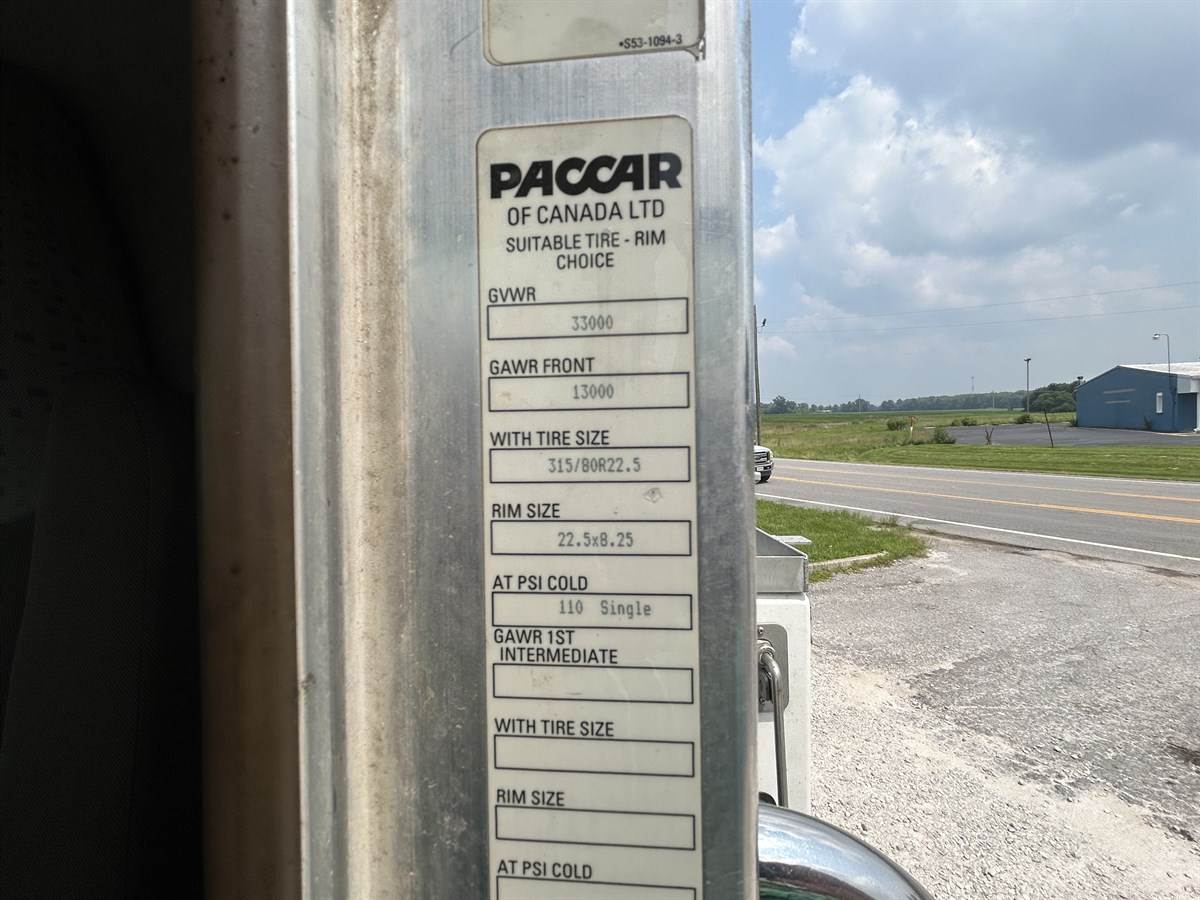 •S53-1094-3
PACCAR
OF CANADA LTD
SUITABLE TIRE - RIM
CHOICE
GVWR
33000
GAWR FRONT
13000
WITH TIRE SIZE
315/80R22.5
RIM SIZE
22.5x8.25
AT PSI COLD
110 Single
GAWR 1ST
INTERMEDIATE
WITH TIRE SIZE
RIM SIZE
AT PSI COLD